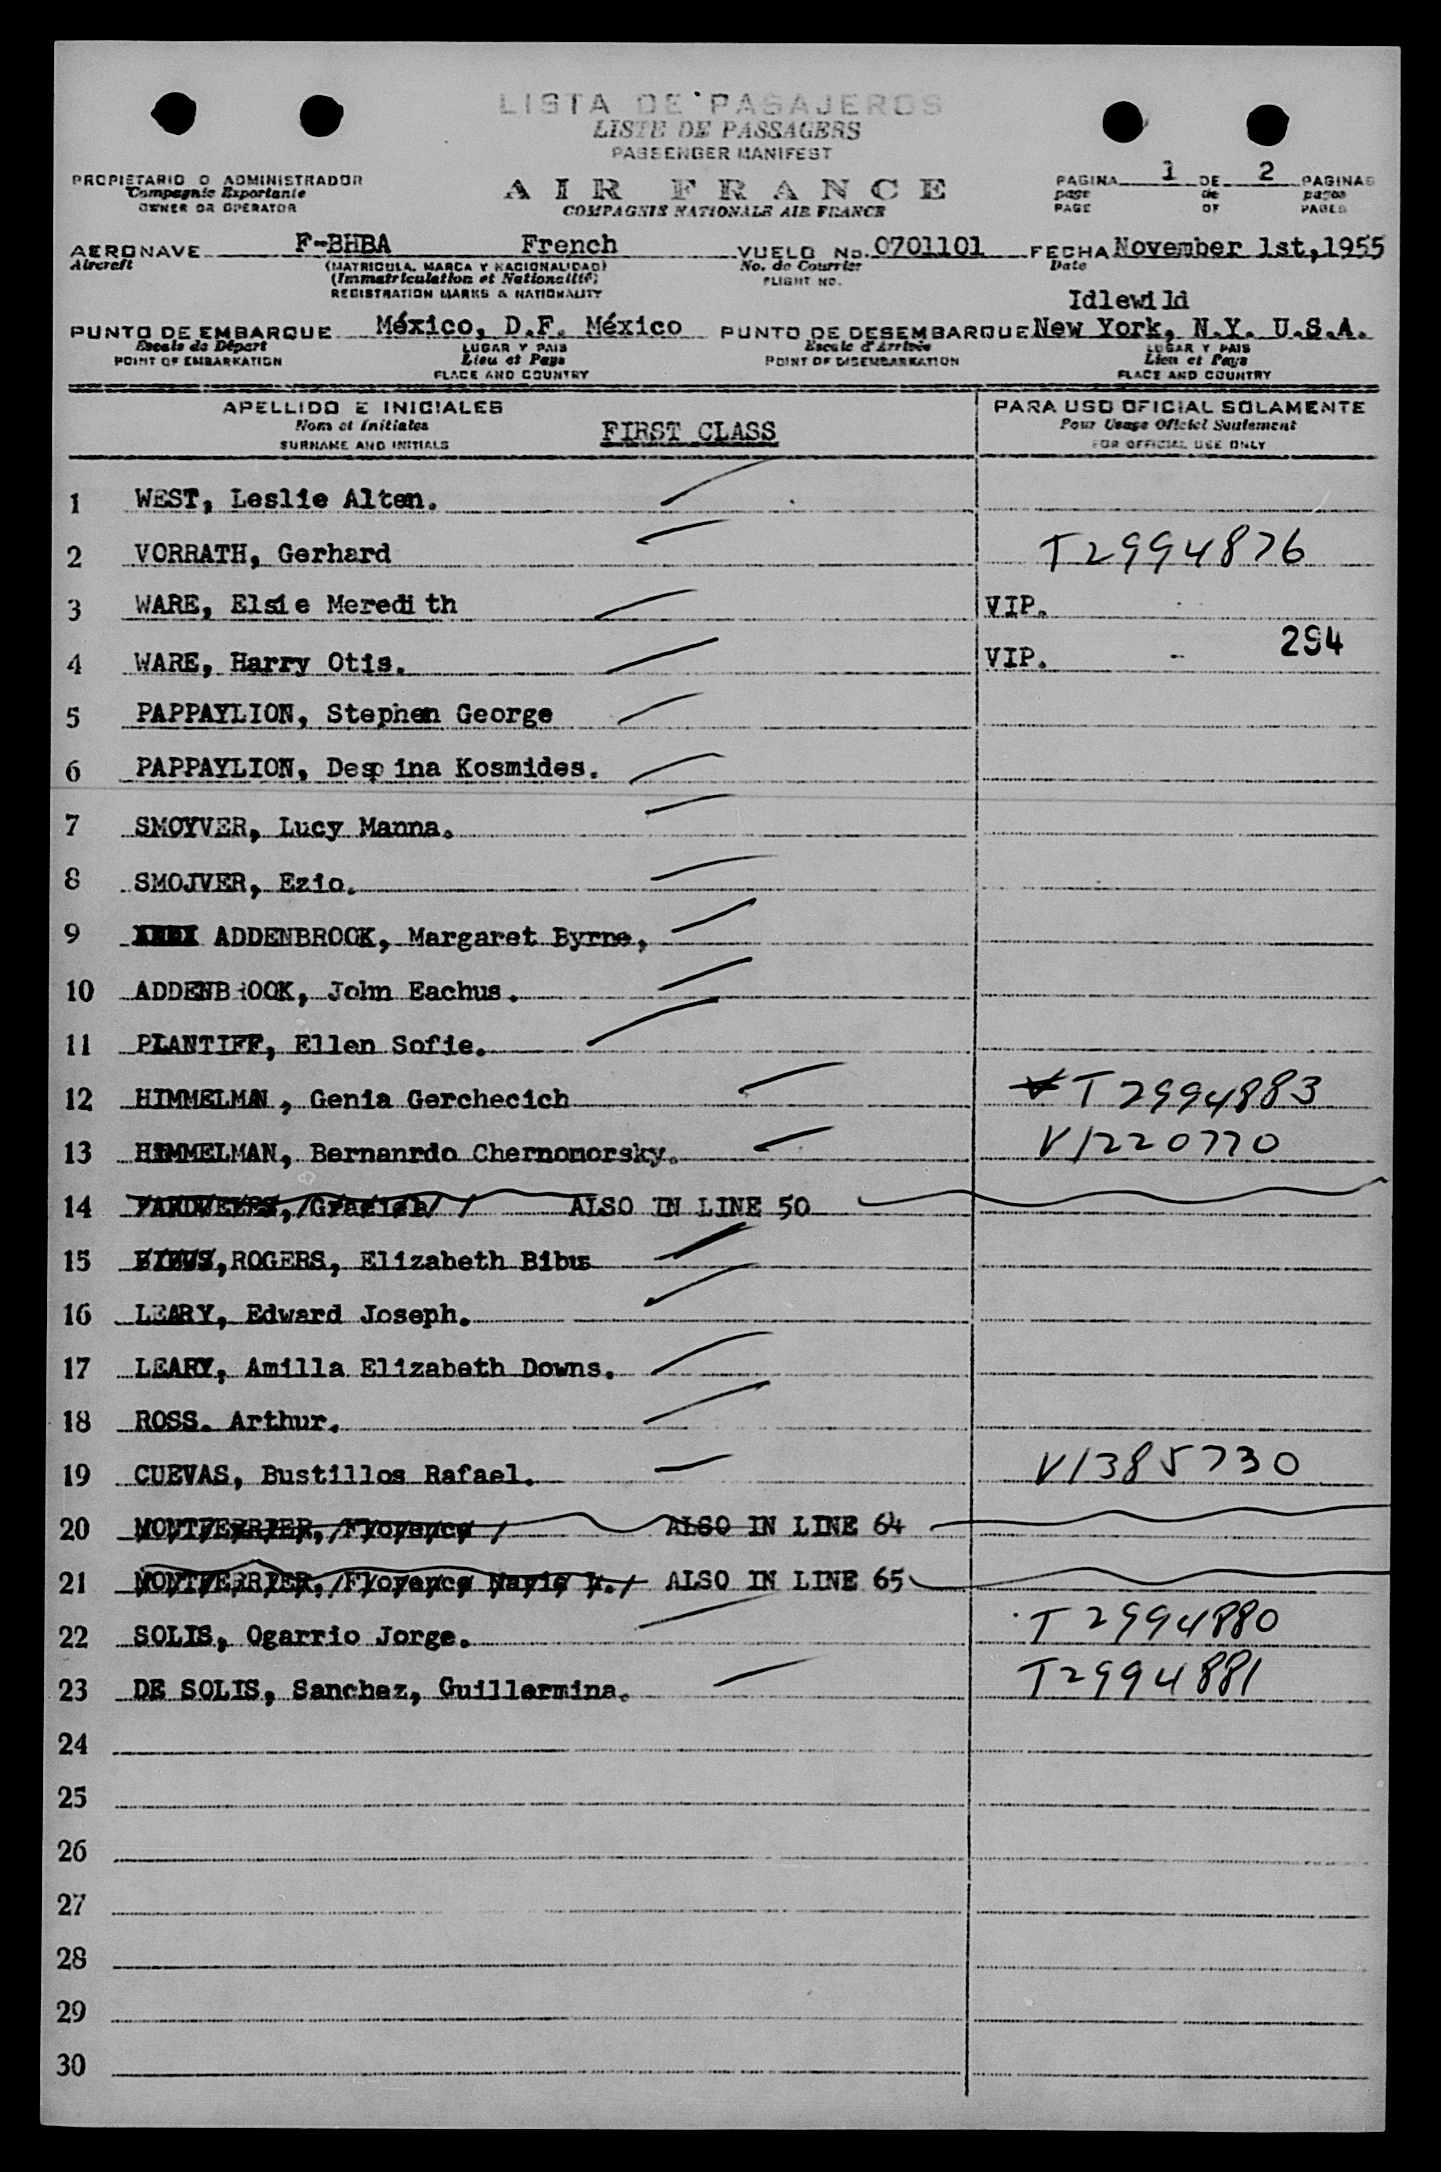 LISTA DE PASAJEROS
LISTE DE PASSAGERS
PASSENGER MANIFEST
PROPIETARIO O ADMINISTRADOR
Compagnie Exportante
OWNER OR OPERATOR
AIR FRANCE
COMPAGNIE NATIONALE AIR FRANCE
PAGINA 1 DE 2 PAGINAS
page de pages
PAGE OF PAGES
AERONAVE F-BHBA French VUELO No. 0701101 FECHA November 1st,1955
Aircraft (MATRICULA, MARCA Y NACIONALIDAD) No. de Courrier Date
(Immatriculation et Nationalité) FLIGHT NO.
REGISTRATION MARKS & NATIONALITY
Idlewild
PUNTO DE EMBARQUE México, D.F. México PUNTO DE DESEMBARQUE New York, N.Y. U.S.A.
Escale de Départ LUGAR Y PAIS Escale d'Arrivée LUGAR Y PAIS
POINT OF EMBARKATION Lieu et Pays POINT OF DISEMBARKATION Lieu et Pays
PLACE AND COUNTRY PLACE AND COUNTRY
APELLIDO E INICIALES PARA USO OFICIAL SOLAMENTE
Nom et Initiales FIRST CLASS Pour Usage Officiel Seulement
SURNAME AND INITIALS FOR OFFICIAL USE ONLY
1 WEST, Leslie Alten.
2 VORRATH, Gerhard T2994876
3 WARE, Elsie Meredith VIP.
4 WARE, Harry Otis. VIP. 294
5 PAPPAYLION, Stephen George
6 PAPPAYLION, Despina Kosmides.
7 SMOYVER, Lucy Manna.
8 SMOJVER, Ezio.
9 ADDENBROOK, Margaret Byrne,
10 ADDENBROOK, John Eachus.
11 PLANTIFF, Ellen Sofie.
12 HIMMELMAN, Genia Gerchecich T2994883
13 HIMMELMAN, Bernanrdo Chernomorsky. V1220770
14 ALSO IN LINE 50
15 ROGERS, Elizabeth Bibus
16 LEARY, Edward Joseph.
17 LEARY, Amilla Elizabeth Downs.
18 ROSS. Arthur.
19 CUEVAS, Bustillos Rafael. V1385730
20 MONTFERRIER, Florence ALSO IN LINE 64
21 MONTFERRIER, Florence Marie ALSO IN LINE 65
22 SOLIS, Ogarrio Jorge. T2994880
23 DE SOLIS, Sanchez, Guillermina. T2994881
24
25
26
27
28
29
30